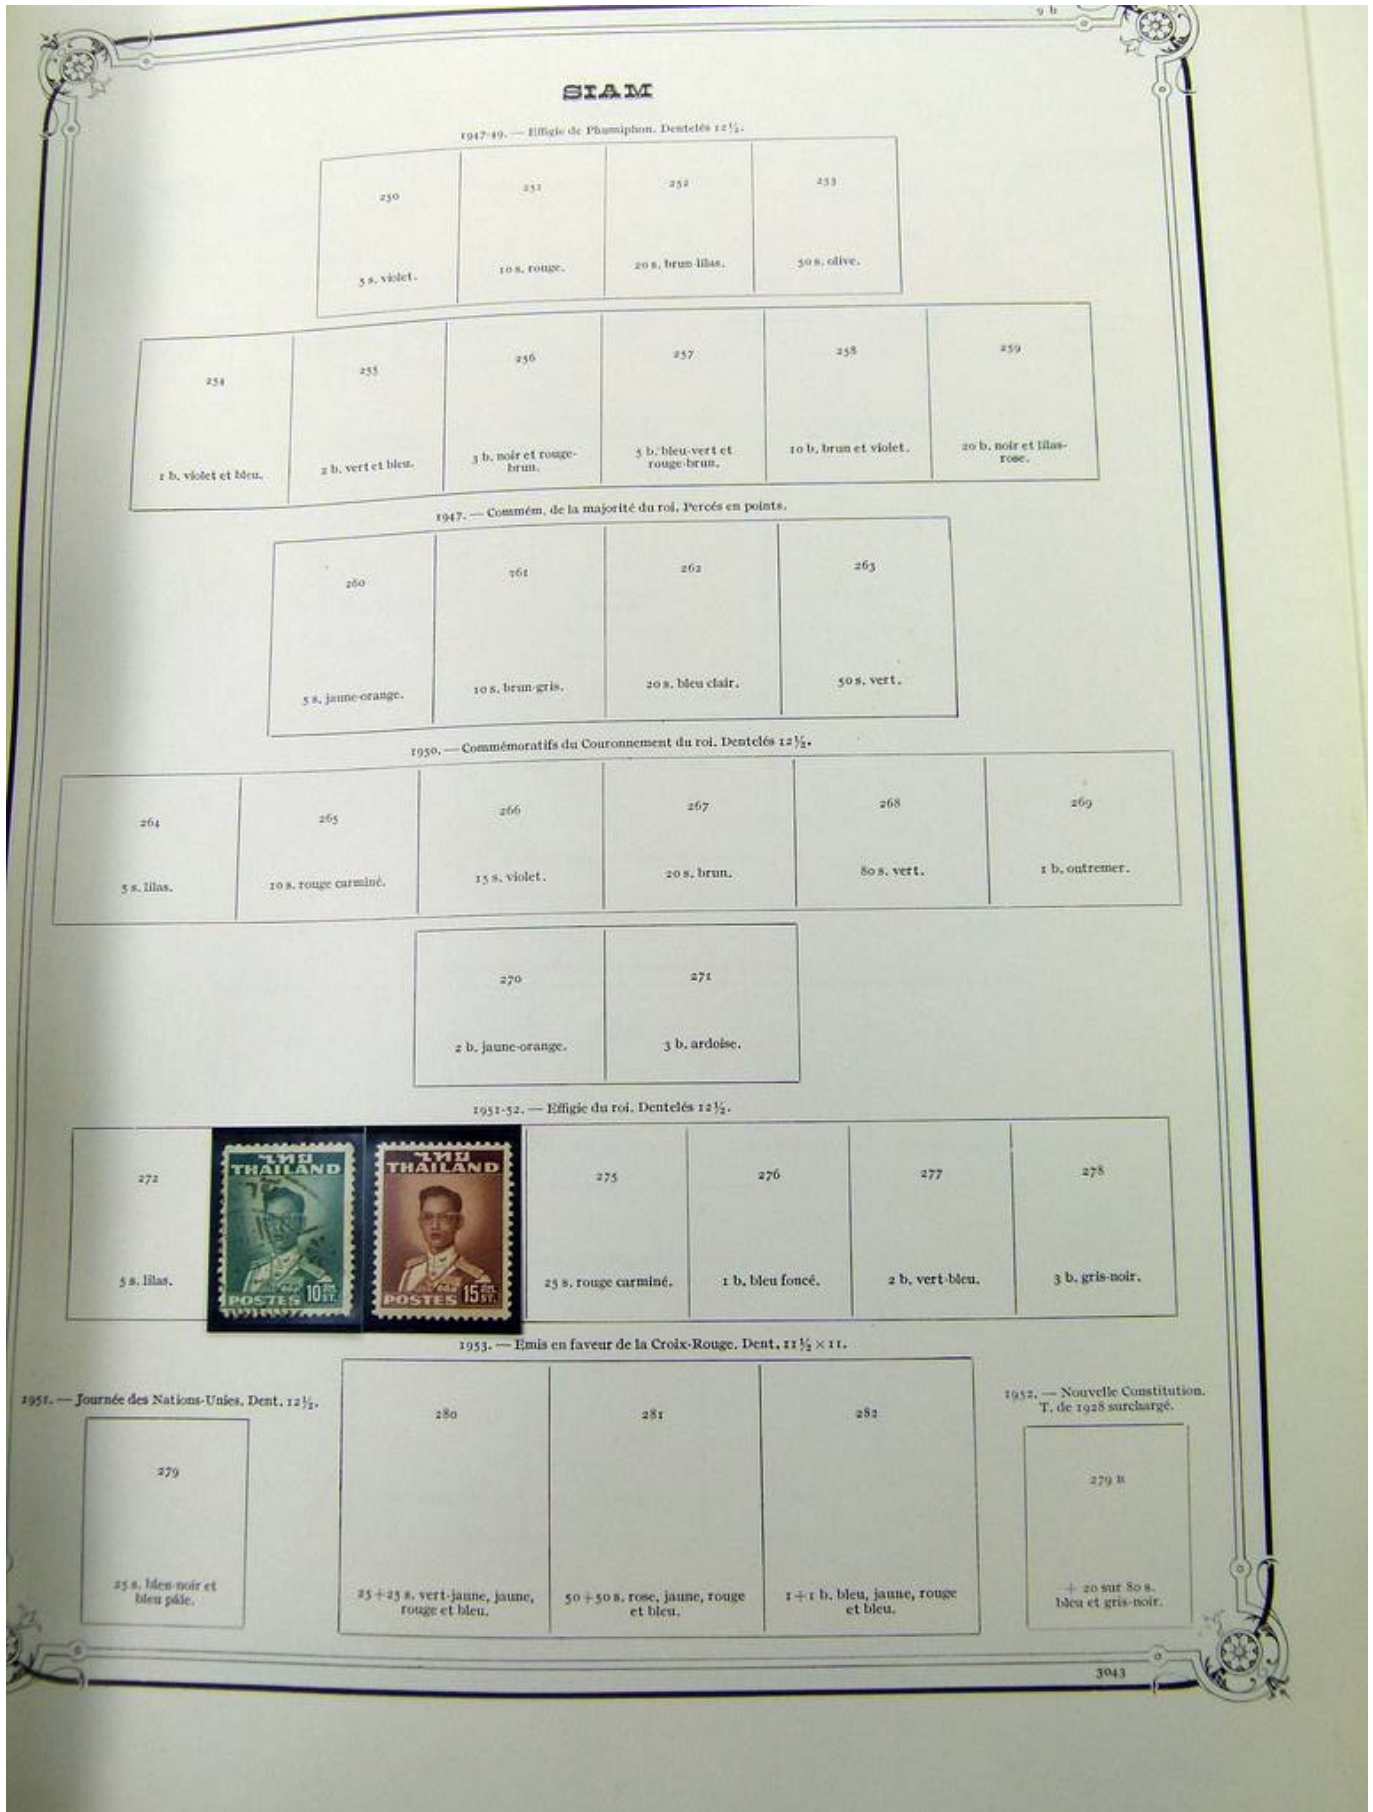 9 b
SIAM
1947-49. — Effigie de Phumiphon. Dentelés 12½.
250
251
252
253
5 s. violet.
10 s. rouge.
20 s. brun-lilas.
50 s. olive.
254
255
256
257
258
259
1 b. violet et bleu.
2 b. vert et bleu.
3 b. noir et rouge-
brun.
5 b. bleu-vert et
rouge-brun.
10 b. brun et violet.
20 b. noir et lilas-
rose.
1947. — Commém. de la majorité du roi. Percés en points.
260
261
262
263
5 s. jaune-orange.
10 s. brun-gris.
20 s. bleu clair.
50 s. vert.
1950. — Commémoratifs du Couronnement du roi. Dentelés 12½.
264
265
266
267
268
269
5 s. lilas.
10 s. rouge carminé.
15 s. violet.
20 s. brun.
80 s. vert.
1 b. outremer.
270
271
2 b. jaune-orange.
3 b. ardoise.
1951-52. — Effigie du roi. Dentelés 12½.
272
5 s. lilas.
ไทย
THAILAND
POSTES 10 ST.
ไทย
THAILAND
POSTES 15 ST.
275
276
277
278
25 s. rouge carminé.
1 b. bleu foncé.
2 b. vert-bleu.
3 b. gris-noir.
1953. — Emis en faveur de la Croix-Rouge. Dent. 11½ × 11.
1951. — Journée des Nations-Unies. Dent. 12½.
279
25 s. bleu-noir et
bleu pâle.
280
281
282
25+25 s. vert-jaune, jaune,
rouge et bleu.
50+50 s. rose, jaune, rouge
et bleu.
1+1 b. bleu, jaune, rouge
et bleu.
1952. — Nouvelle Constitution.
T. de 1928 surchargé.
279 B
+ 20 sur 80 s.
bleu et gris-noir.
3043